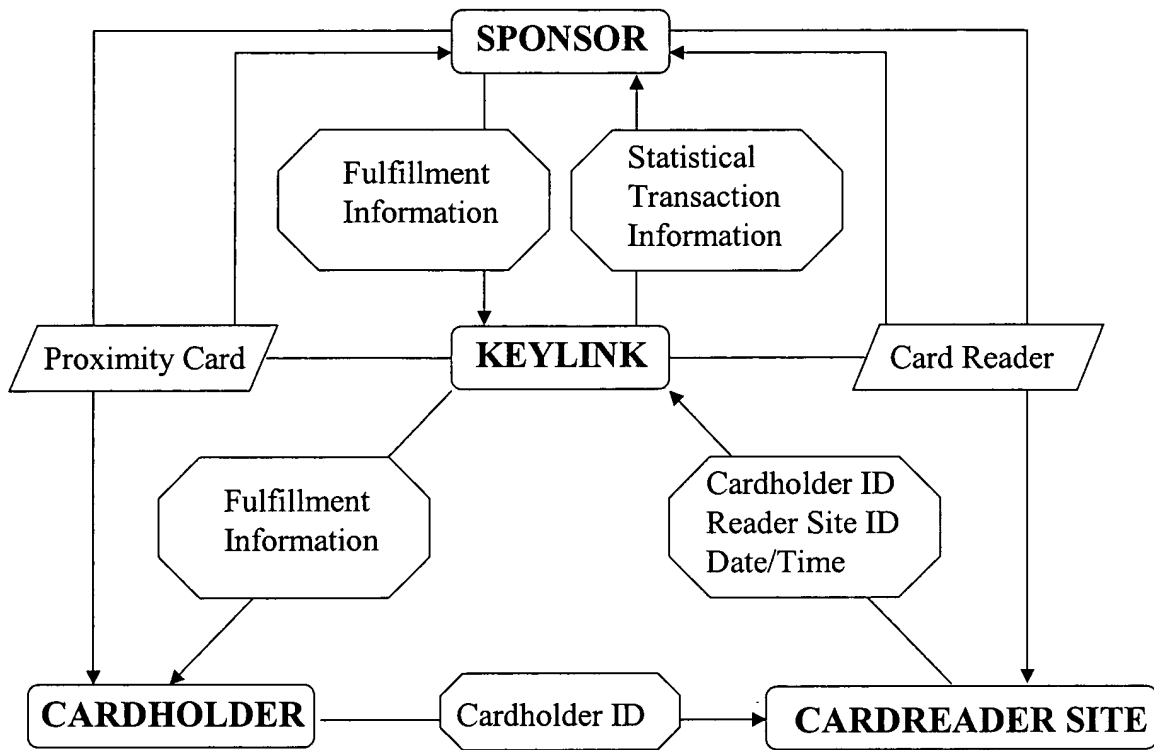 SPONSOR
Fulfillment
Information
Statistical
Transaction
Information
Proximity Card
KEYLINK
Card Reader
Fulfillment
Information
Cardholder ID
Reader Site ID
Date/Time
CARDHOLDER
Cardholder ID
CARDREADER SITE